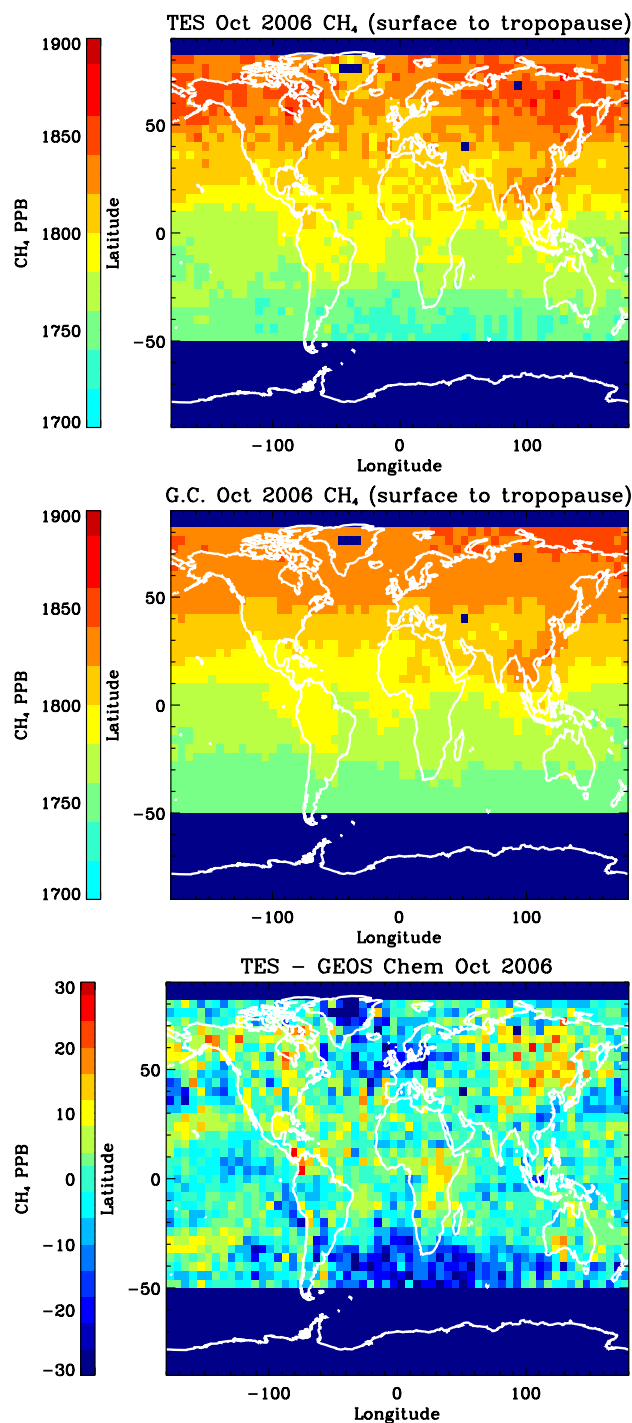 TES Oct 2006 CH₄ (surface to tropopause)
1900
1850
1800
1750
1700
CH₄ PPB
Latitude
50
0
-50
-100 0 100
Longitude
G.C. Oct 2006 CH₄ (surface to tropopause)
1900
1850
1800
1750
1700
CH₄ PPB
Latitude
50
0
-50
-100 0 100
Longitude
TES - GEOS Chem Oct 2006
30
20
10
0
-10
-20
-30
CH₄ PPB
Latitude
50
0
-50
-100 0 100
Longitude